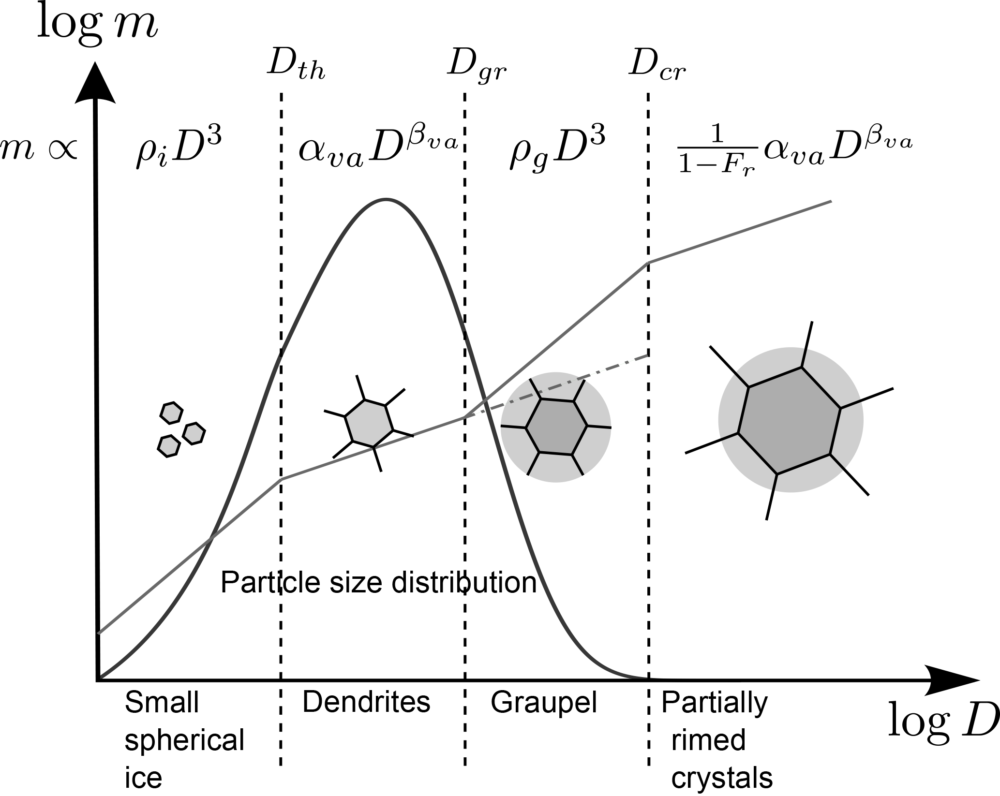 log m
D_th D_gr D_cr
m ∝ ρ_i D^3 α_va D^β_va ρ_g D^3 1/(1−F_r) α_va D^β_va
Particle size distribution
Small spherical ice
Dendrites
Graupel
Partially rimed crystals
log D